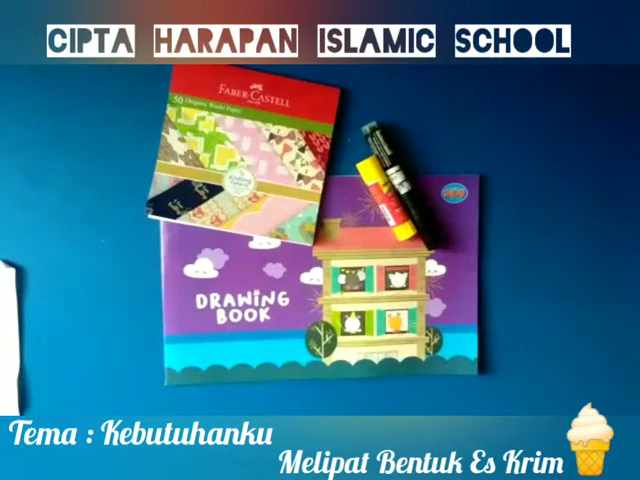 CIPTA HARAPAN ISLAMIC SCHOOL
FABER-CASTELL
50 Origami Washi Paper
DRAWING
BOOK
Tema : Kebutuhanku
Melipat Bentuk Es Krim